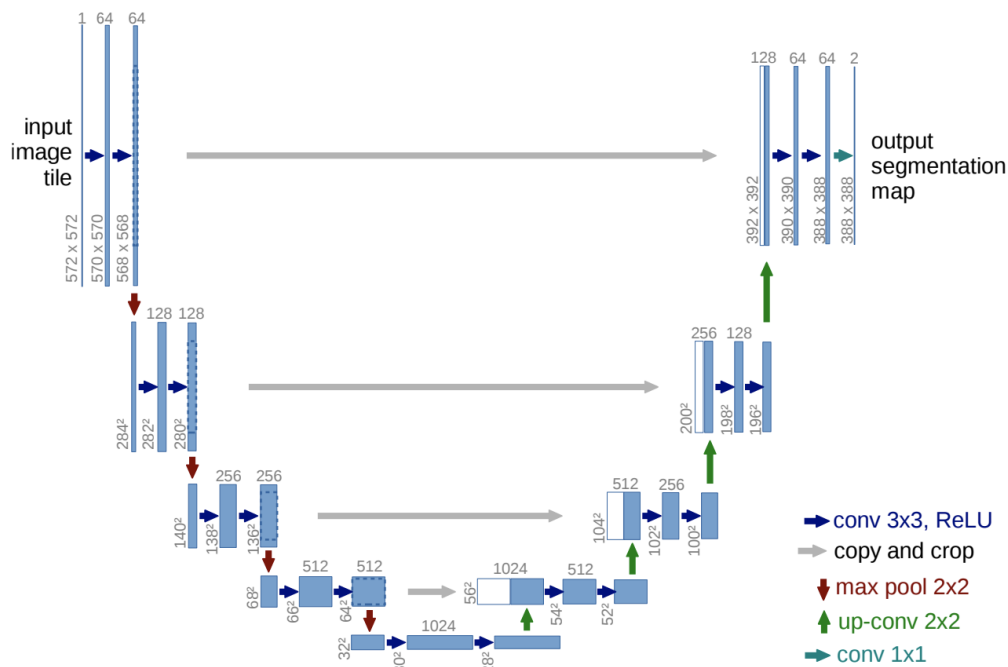 1 64 64
input
image
tile
572 x 572
570 x 570
568 x 568
128 64 64 2
output
segmentation
map
392 x 392
390 x 390
388 x 388
388 x 388
128 128
284²
282²
280²
256 128
200²
198²
196²
256 256
140²
138²
136²
512 256
104²
102²
100²
512 512
68²
66²
64²
1024 512
56²
54²
52²
1024
32²
conv 3x3, ReLU
copy and crop
max pool 2x2
up-conv 2x2
conv 1x1